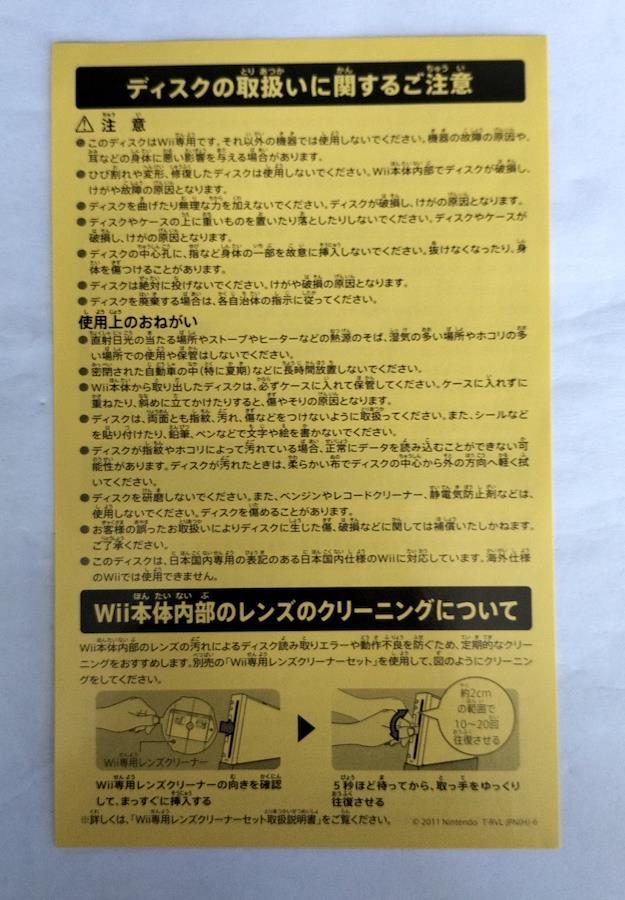 ディスクの取扱いに関するご注意
⚠ 注 意
●このディスクはWii専用です。それ以外の機器では使用しないでください。機器の故障の原因や、
耳などの身体に悪い影響を与える場合があります。
●ひび割れや変形、修復したディスクは使用しないでください。Wii本体内部でディスクが破損し、
けがや故障の原因となります。
●ディスクを曲げたり無理な力を加えないでください。ディスクが破損し、けがの原因となります。
●ディスクやケースの上に重いものを置いたり落としたりしないでください。ディスクやケースが
破損し、けがの原因となります。
●ディスクの中心孔に、指など身体の一部を故意に挿入しないでください。抜けなくなったり、身
体を傷つけることがあります。
●ディスクは絶対に投げないでください。けがや破損の原因となります。
●ディスクを廃棄する場合は、各自治体の指示に従ってください。
使用上のおねがい
●直射日光の当たる場所やストーブやヒーターなどの熱源のそば、湿気の多い場所やホコリの多
い場所での使用や保管はしないでください。
●密閉された自動車の中(特に夏期)などに長時間放置しないでください。
●Wii本体から取り出したディスクは、必ずケースに入れて保管してください。ケースに入れずに
重ねたり、斜めに立てかけたりすると、傷やそりの原因となります。
●ディスクは、両面とも指紋、汚れ、傷などをつけないように取扱ってください。また、シールなど
を貼り付けたり、鉛筆、ペンなどで文字や絵を書かないでください。
●ディスクが指紋やホコリによって汚れている場合、正常にデータを読み込むことができない可
能性があります。ディスクが汚れたときは、柔らかい布でディスクの中心から外の方向へ軽く拭
いてください。
●ディスクを研磨しないでください。また、ベンジンやレコードクリーナー、静電気防止剤などは、
使用しないでください。ディスクを傷めることがあります。
●お客様の誤ったお取扱いによりディスクに生じた傷、破損などに関しては補償いたしかねます。
ご了承ください。
●このディスクは、日本国内専用の表記のある日本国内仕様のWiiに対応しています。海外仕様
のWiiでは使用できません。
Wii本体内部のレンズのクリーニングについて
Wii本体内部のレンズの汚れによるディスク読み取りエラーや動作不良を防ぐため、定期的なクリー
ニングをおすすめします。別売の「Wii専用レンズクリーナーセット」を使用して、図のようにクリーニン
グをしてください。
Wii専用レンズクリーナー
約2cm
の範囲で
10～20回
往復させる
Wii専用レンズクリーナーの向きを確認
して、まっすぐに挿入する
5秒ほど待ってから、取っ手をゆっくり
往復させる
※詳しくは、「Wii専用レンズクリーナーセット取扱説明書」をご覧ください。
© 2011 Nintendo T-RVL-JPN(H)-6